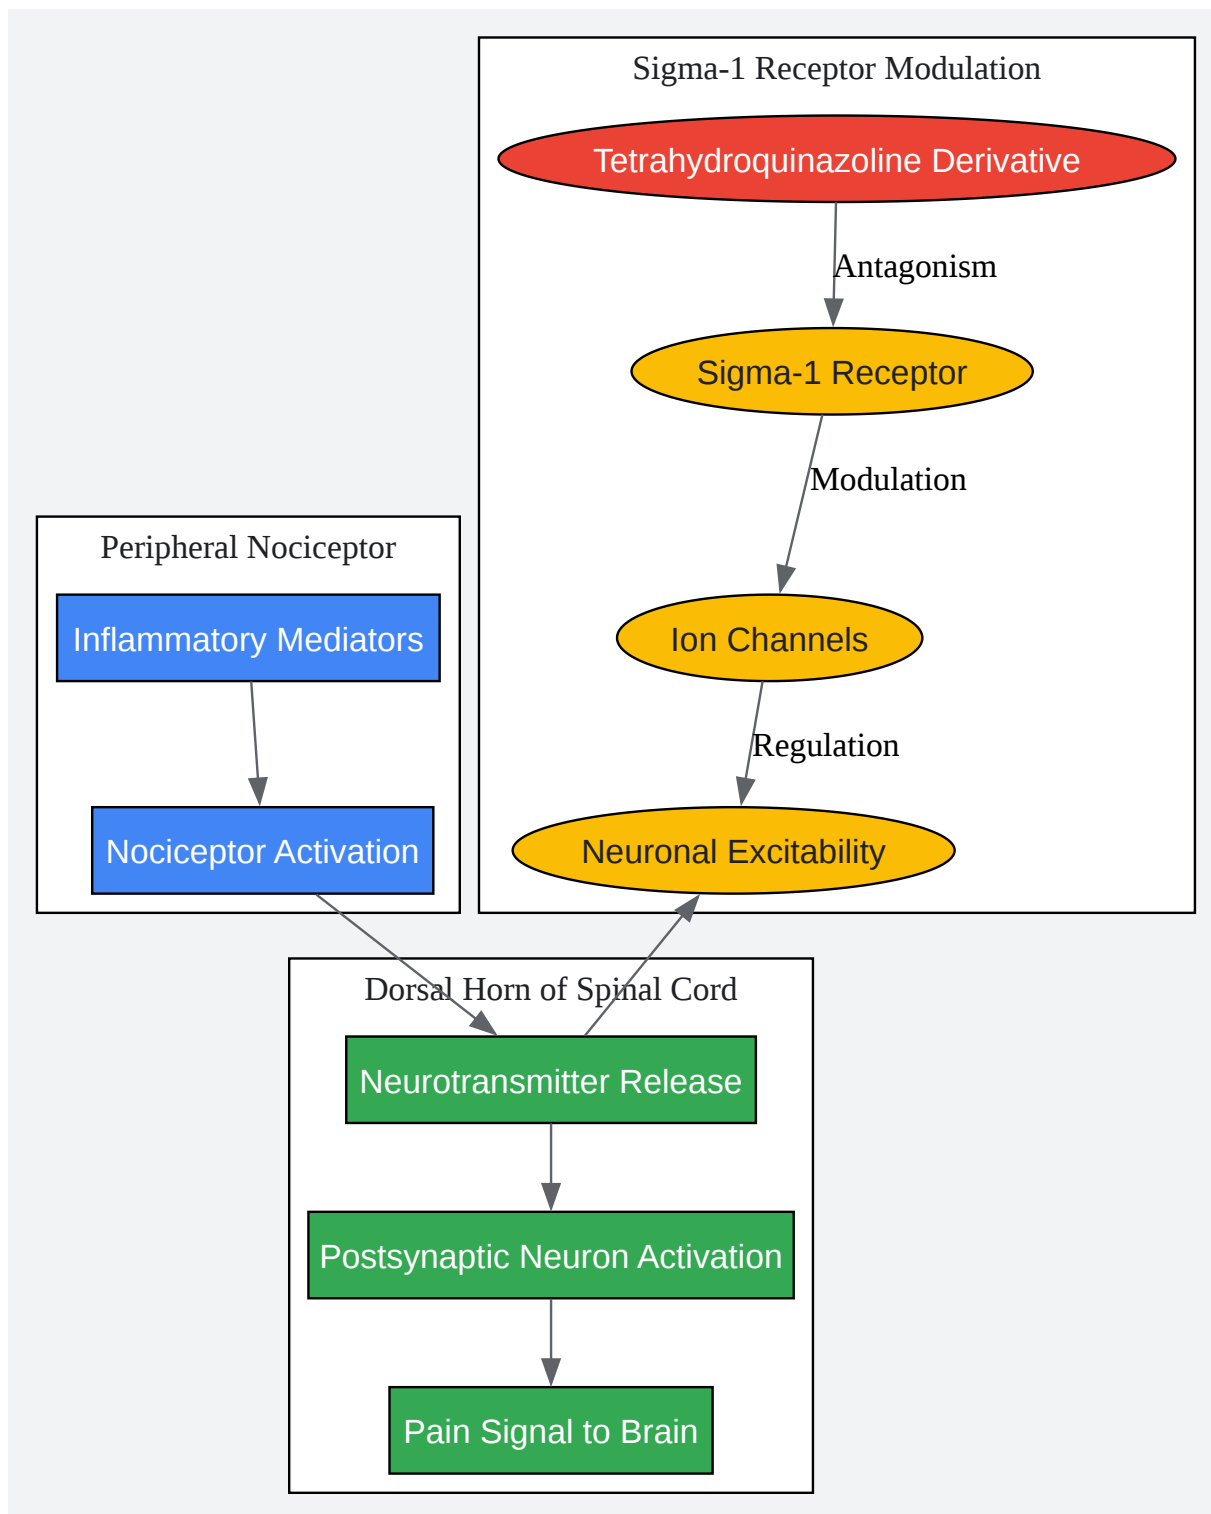 Sigma-1 Receptor Modulation
Tetrahydroquinazoline Derivative
Antagonism
Sigma-1 Receptor
Modulation
Ion Channels
Regulation
Neuronal Excitability
Peripheral Nociceptor
Inflammatory Mediators
Nociceptor Activation
Dorsal Horn of Spinal Cord
Neurotransmitter Release
Postsynaptic Neuron Activation
Pain Signal to Brain